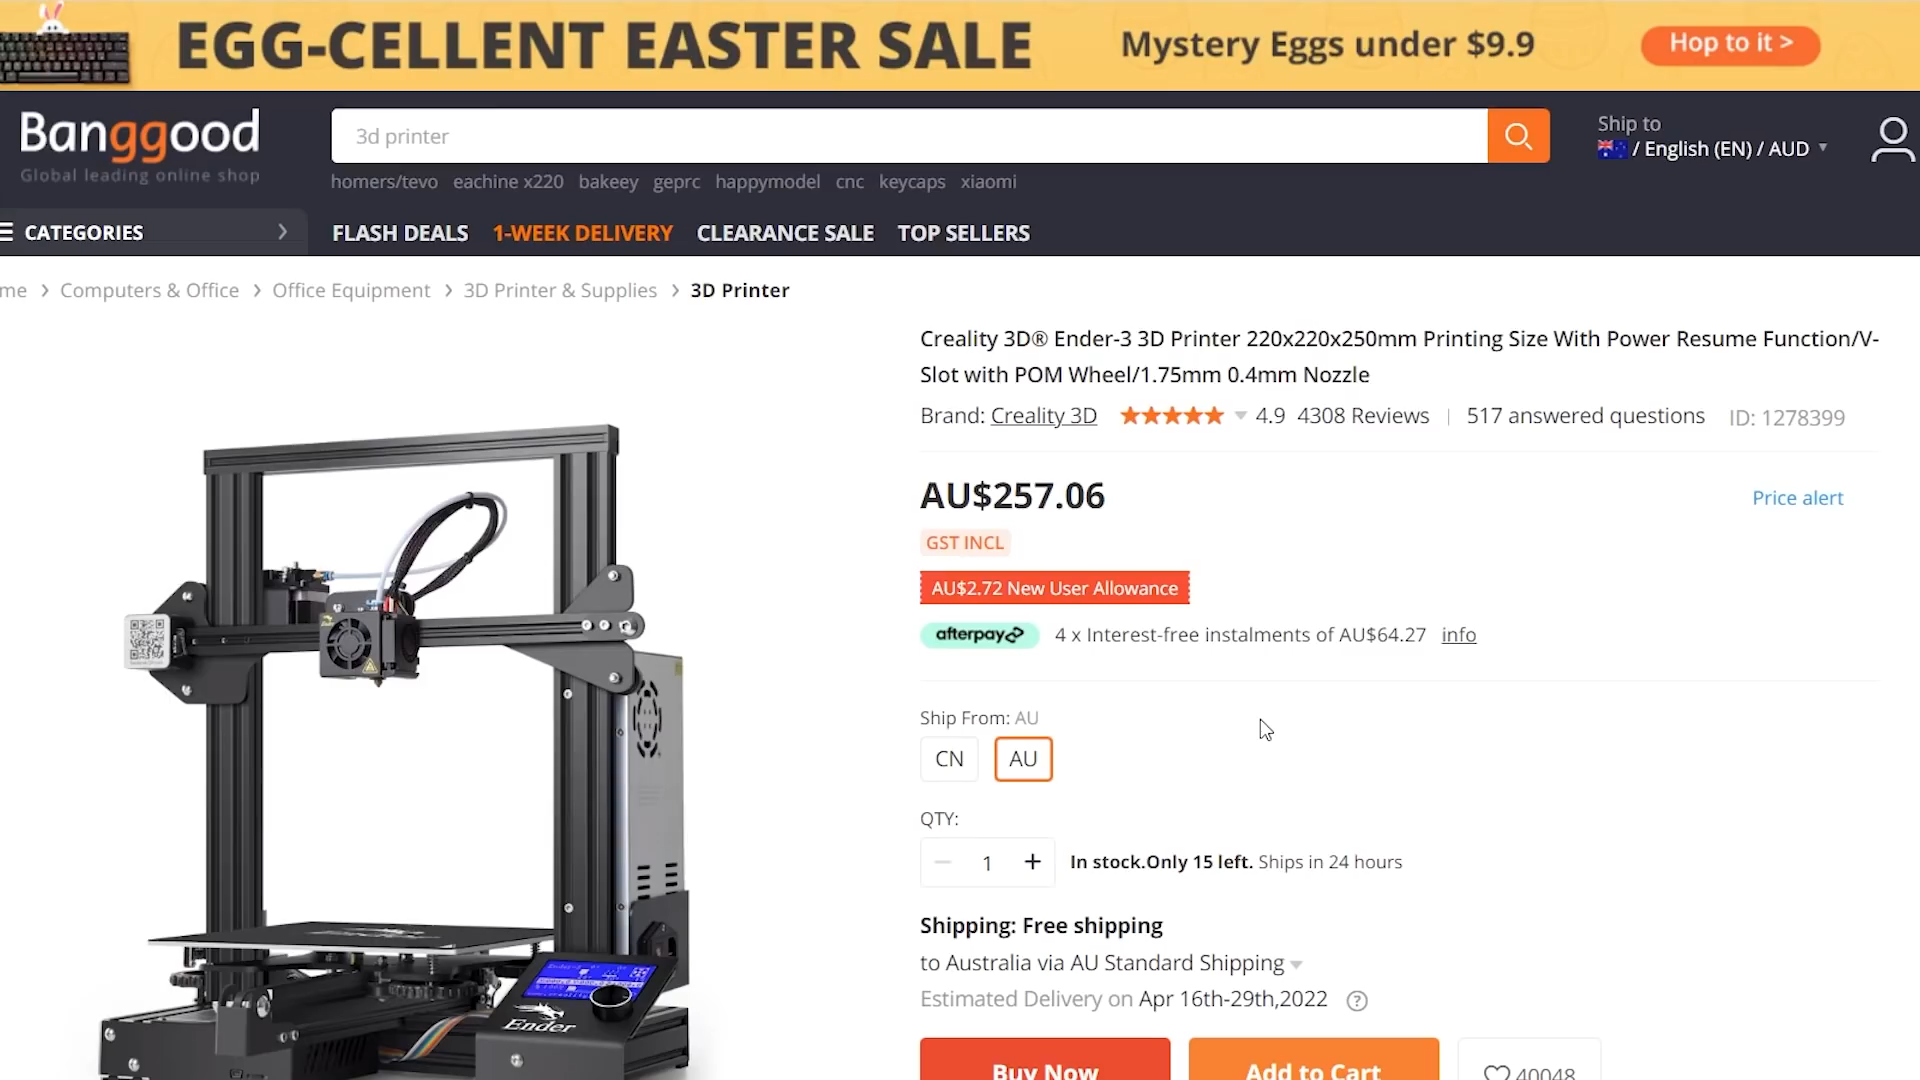 EGG-CELLENT EASTER SALE
Mystery Eggs under $9.9
Hop to it >
Banggood
Global leading online shop
3d printer
Ship to
/ English (EN) / AUD
homers/tevo eachine x220 bakeey geprc happymodel cnc keycaps xiaomi
CATEGORIES
FLASH DEALS 1-WEEK DELIVERY CLEARANCE SALE TOP SELLERS
me > Computers & Office > Office Equipment > 3D Printer & Supplies > 3D Printer
Creality 3D® Ender-3 3D Printer 220x220x250mm Printing Size With Power Resume Function/V-
Slot with POM Wheel/1.75mm 0.4mm Nozzle
Brand: Creality 3D 4.9 4308 Reviews | 517 answered questions ID: 1278399
AU$257.06
Price alert
GST INCL
AU$2.72 New User Allowance
afterpay 4 x Interest-free instalments of AU$64.27 info
Ship From: AU
CN AU
QTY:
1 + In stock.Only 15 left. Ships in 24 hours
Shipping: Free shipping
to Australia via AU Standard Shipping
Estimated Delivery on Apr 16th-29th,2022 ?
Ender
Buy Now Add to Cart 40048